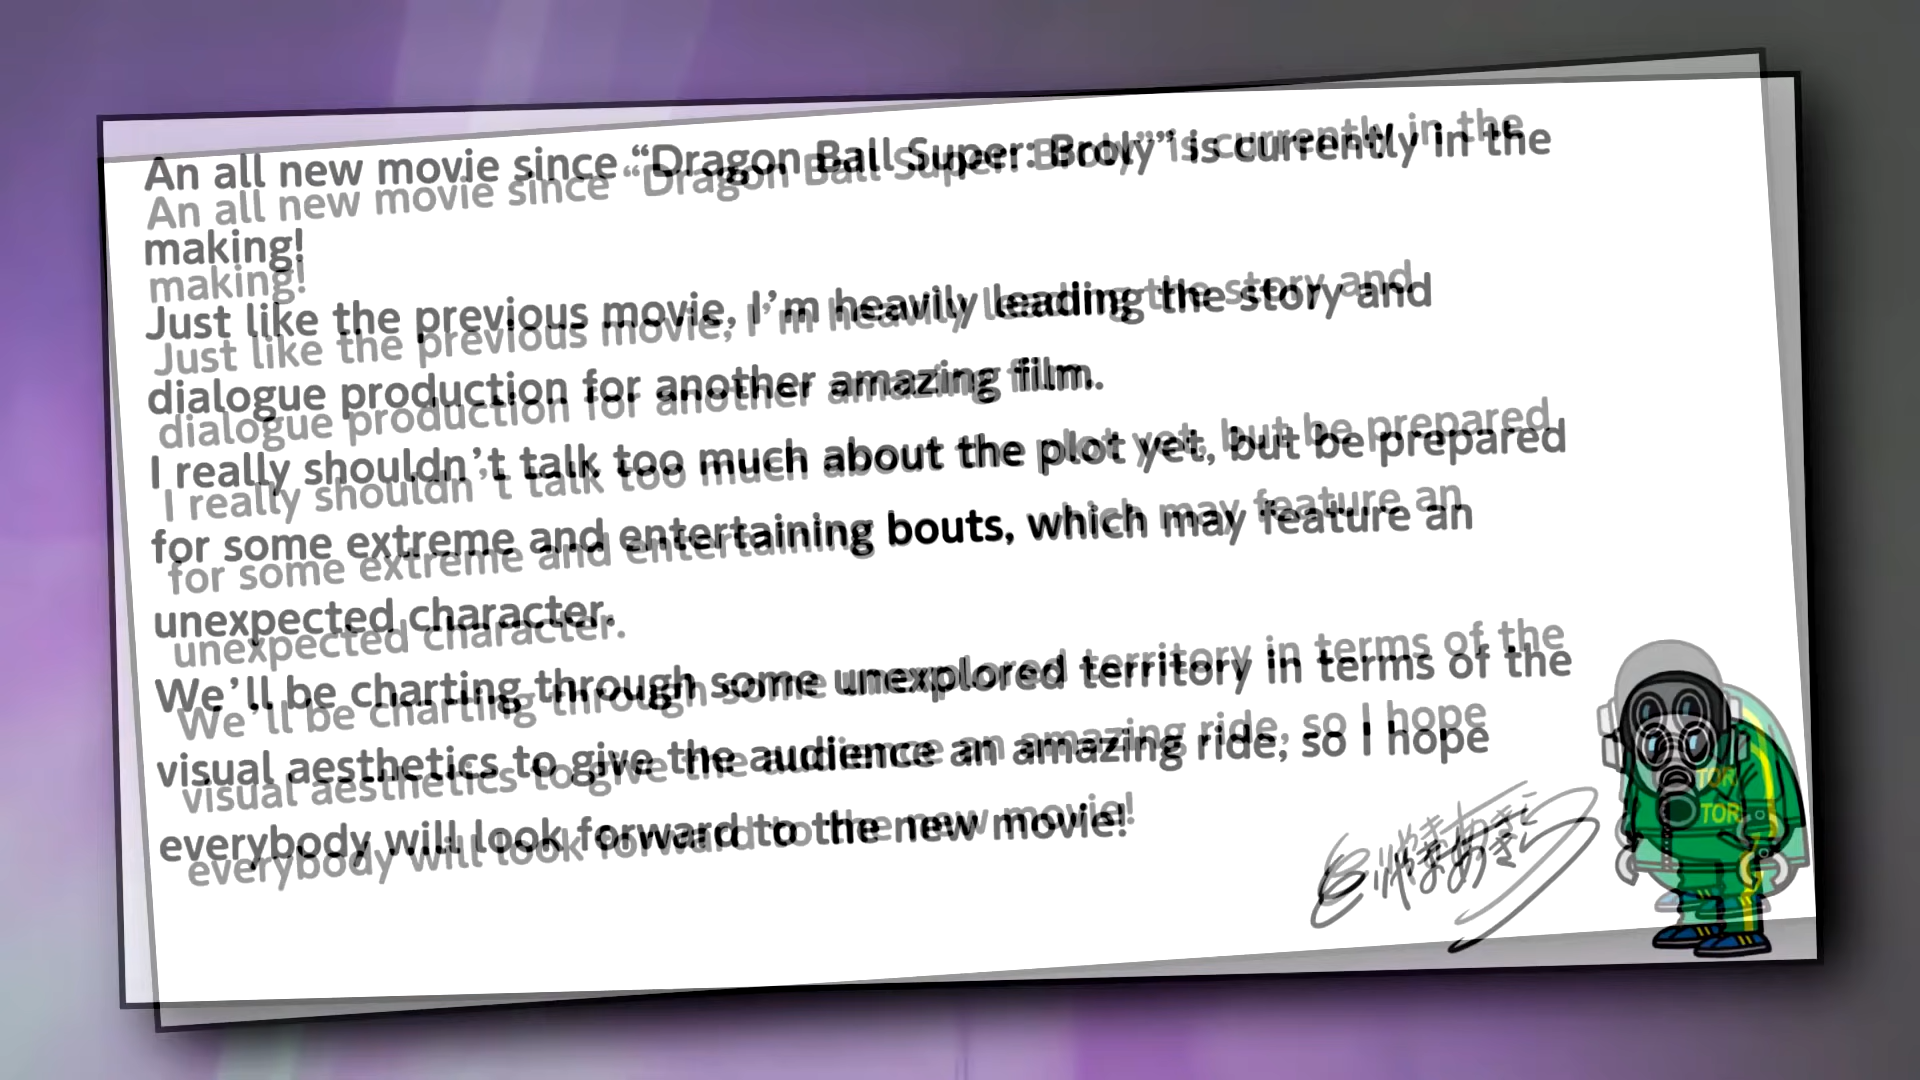 An all new movie since “Dragon Ball Super: Broly” is currently in the
making!
Just like the previous movie, I’m heavily leading the story and
dialogue production for another amazing film.
I really shouldn’t talk too much about the plot yet, but be prepared
for some extreme and entertaining bouts, which may feature an
unexpected character.
We’ll be charting through some unexplored territory in terms of the
visual aesthetics to give the audience an amazing ride, so I hope
everybody will look forward to the new movie!
TOR
TOR